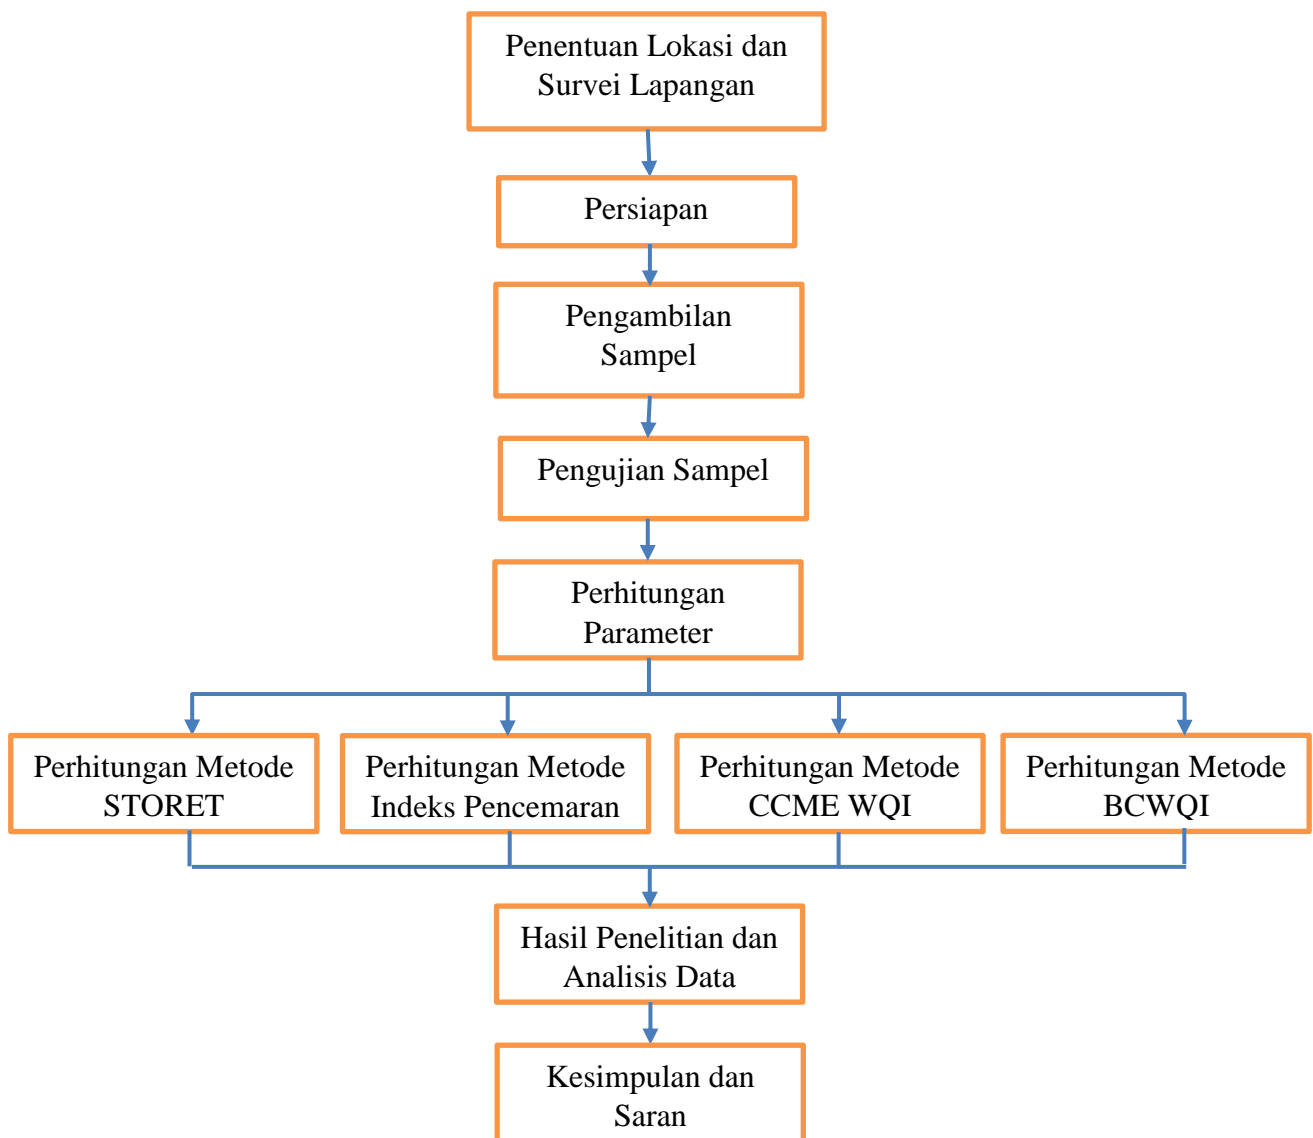 Penentuan Lokasi dan
Survei Lapangan
Persiapan
Pengambilan
Sampel
Pengujian Sampel
Perhitungan
Parameter
Perhitungan Metode
STORET
Perhitungan Metode
Indeks Pencemaran
Perhitungan Metode
CCME WQI
Perhitungan Metode
BCWQI
Hasil Penelitian dan
Analisis Data
Kesimpulan dan
Saran